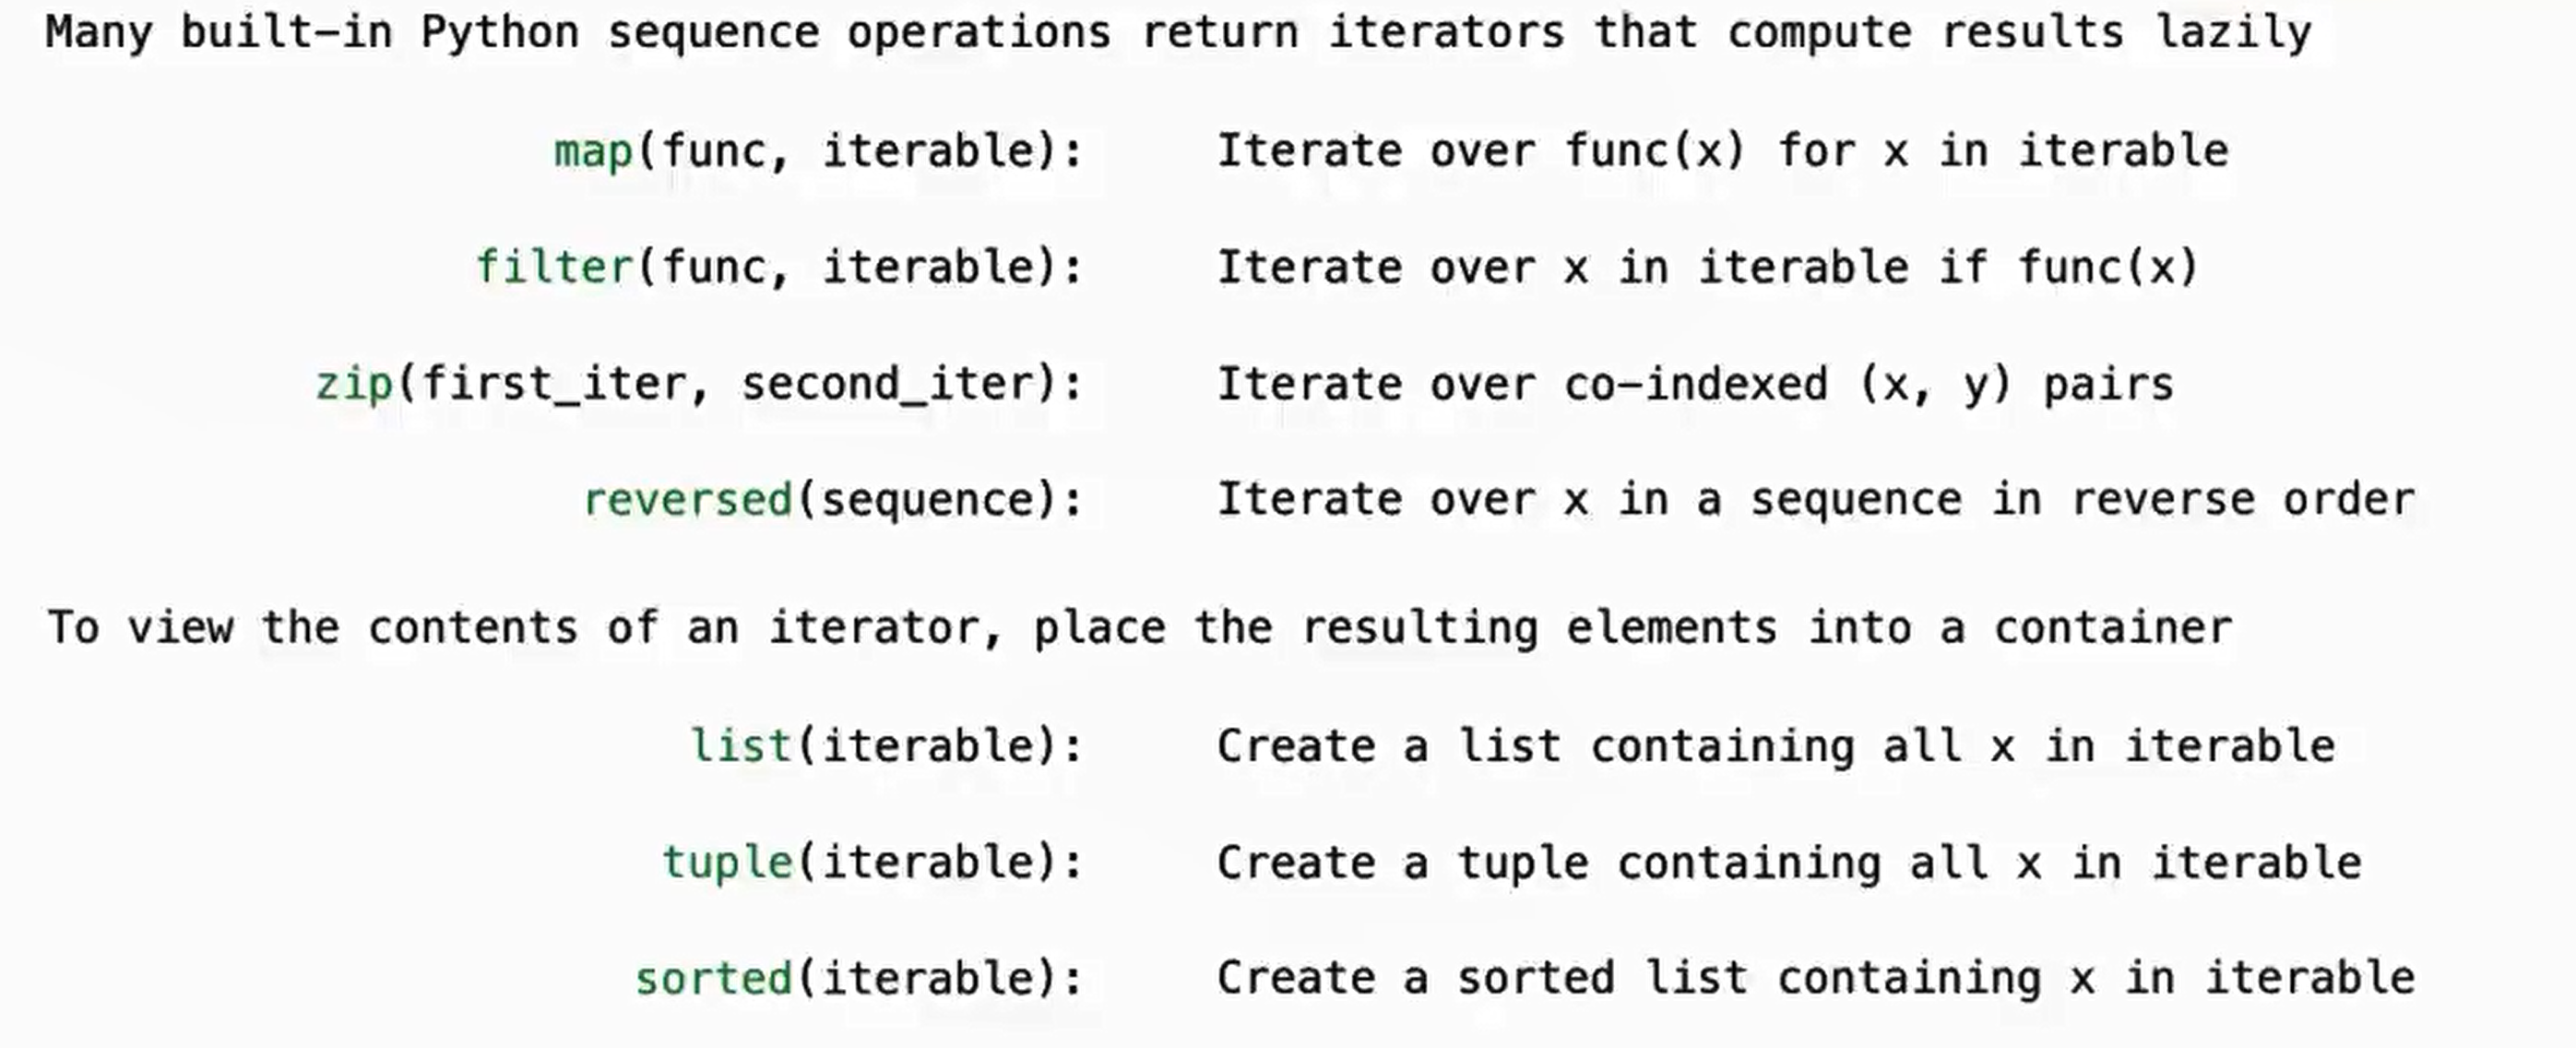 Many built-in Python sequence operations return iterators that compute results lazily
map(func, iterable): Iterate over func(x) for x in iterable
filter(func, iterable): Iterate over x in iterable if func(x)
zip(first_iter, second_iter): Iterate over co-indexed (x, y) pairs
reversed(sequence): Iterate over x in a sequence in reverse order
To view the contents of an iterator, place the resulting elements into a container
list(iterable): Create a list containing all x in iterable
tuple(iterable): Create a tuple containing all x in iterable
sorted(iterable): Create a sorted list containing x in iterable